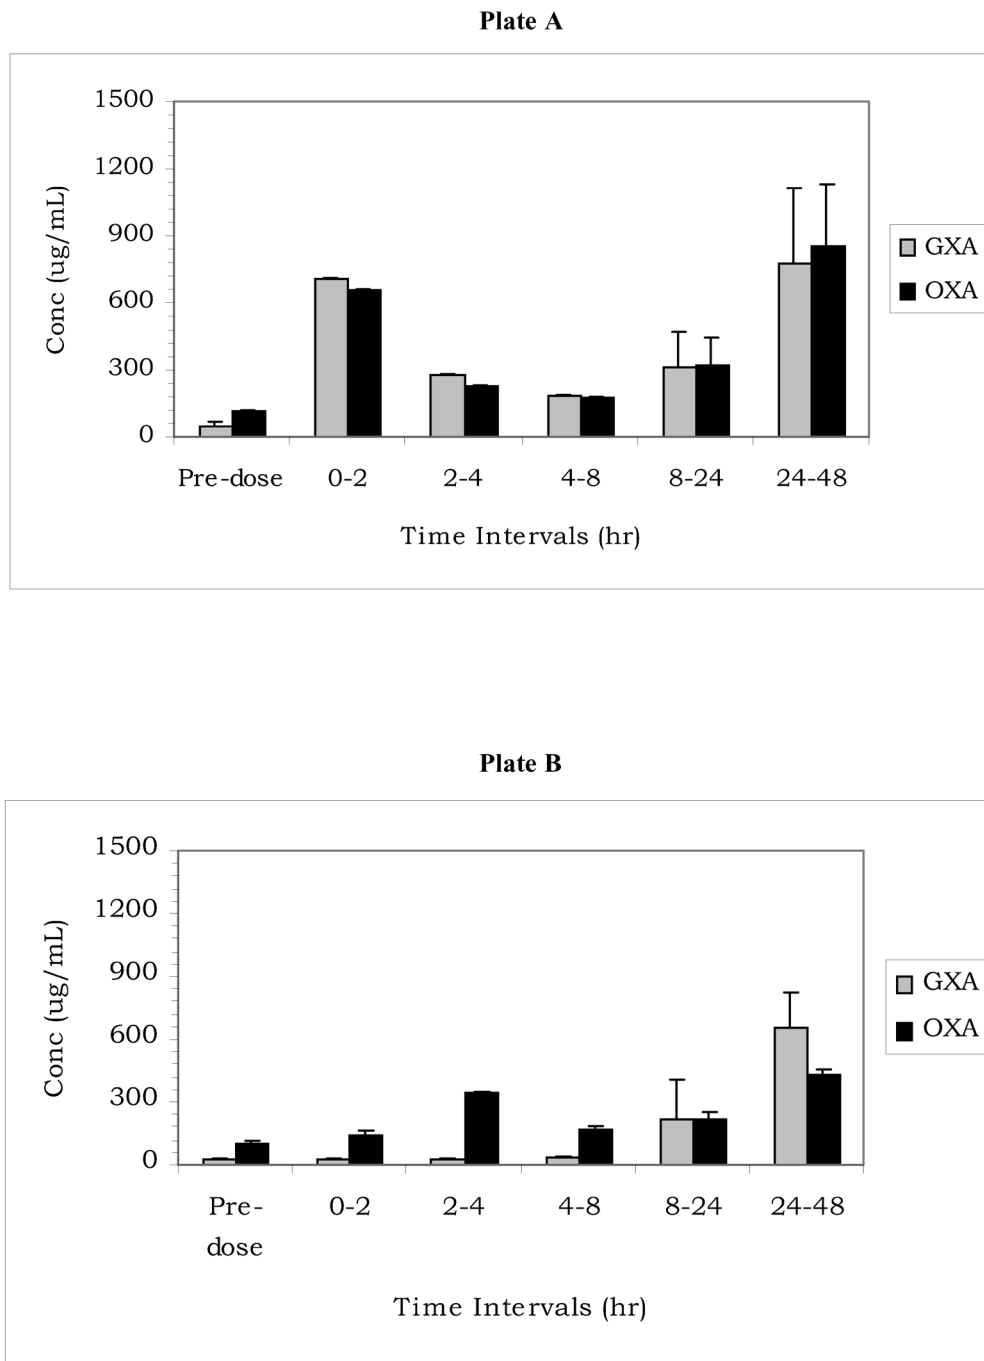 Plate A
1500
1200
900
600
300
0
Conc (ug/mL)
Pre-dose 0-2 2-4 4-8 8-24 24-48
Time Intervals (hr)
GXA
OXA
Plate B
1500
1200
900
600
300
0
Conc (ug/mL)
Pre- 0-2 2-4 4-8 8-24 24-48
dose
Time Intervals (hr)
GXA
OXA